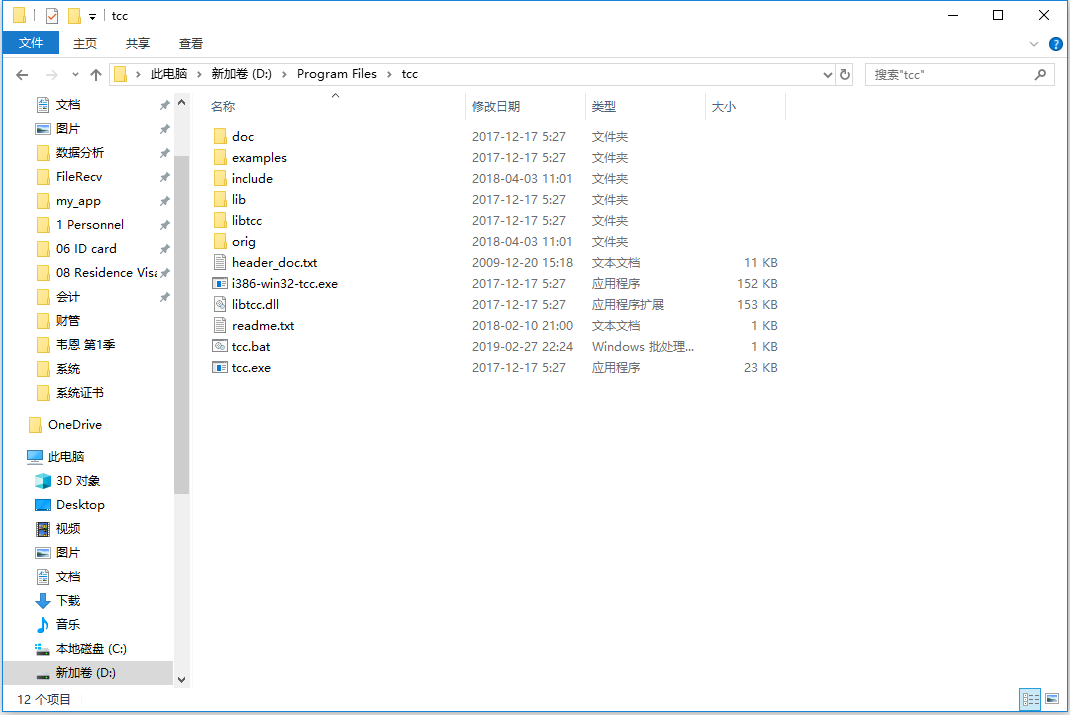 tcc
文件 主页 共享 查看
此电脑 新加卷 (D:) Program Files tcc 搜索"tcc"
名称 修改日期 类型 大小
文档
图片
数据分析
FileRecv
my_app
1 Personnel
06 ID card
08 Residence Visa
会计
财管
韦恩 第1季
系统
系统证书
OneDrive
此电脑
3D 对象
Desktop
视频
图片
文档
下载
音乐
本地磁盘 (C:)
新加卷 (D:)
doc 2017-12-17 5:27 文件夹
examples 2017-12-17 5:27 文件夹
include 2018-04-03 11:01 文件夹
lib 2017-12-17 5:27 文件夹
libtcc 2017-12-17 5:27 文件夹
orig 2018-04-03 11:01 文件夹
header_doc.txt 2009-12-20 15:18 文本文档 11 KB
i386-win32-tcc.exe 2017-12-17 5:27 应用程序 152 KB
libtcc.dll 2017-12-17 5:27 应用程序扩展 153 KB
readme.txt 2018-02-10 21:00 文本文档 1 KB
tcc.bat 2019-02-27 22:24 Windows 批处理... 1 KB
tcc.exe 2017-12-17 5:27 应用程序 23 KB
12 个项目